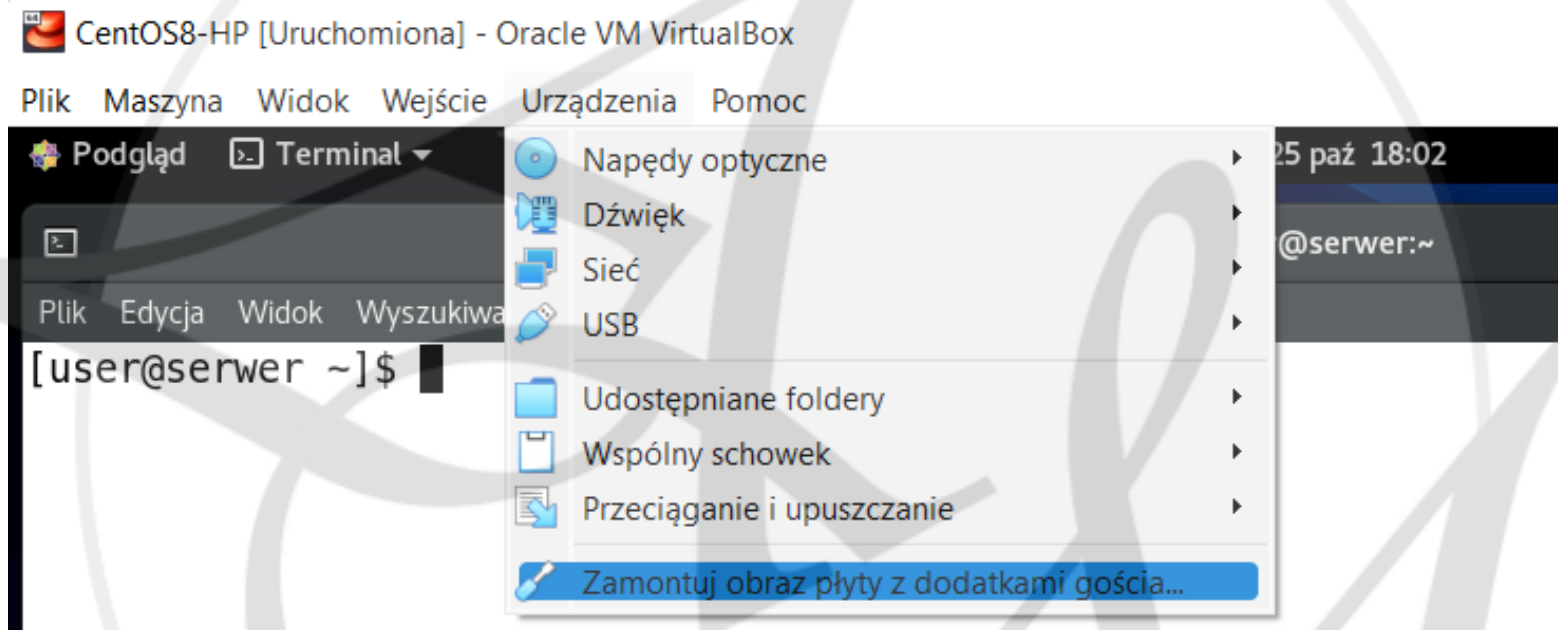 CentOS8-HP [Uruchomiona] - Oracle VM VirtualBox
Plik Maszyna Widok Wejście Urządzenia Pomoc
Podgląd Terminal 25 paź 18:02
Napędy optyczne
Dźwięk
@serwer:~
Sieć
Plik Edycja Widok Wyszukiwa
USB
[user@serwer ~]$
Udostępniane foldery
Wspólny schowek
Przeciąganie i upuszczanie
Zamontuj obraz płyty z dodatkami gościa...